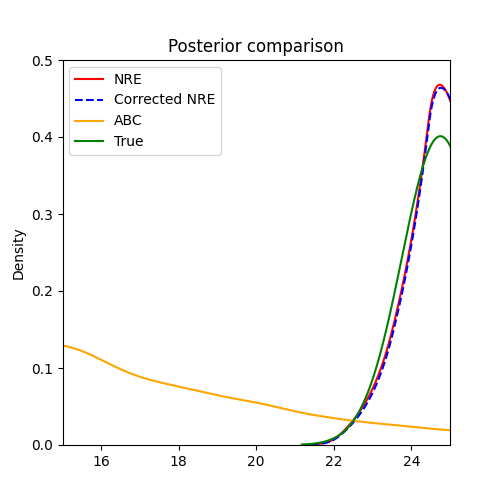 Posterior comparison
NRE
Corrected NRE
ABC
True
Density
0.5
0.4
0.3
0.2
0.1
0.0
16 18 20 22 24